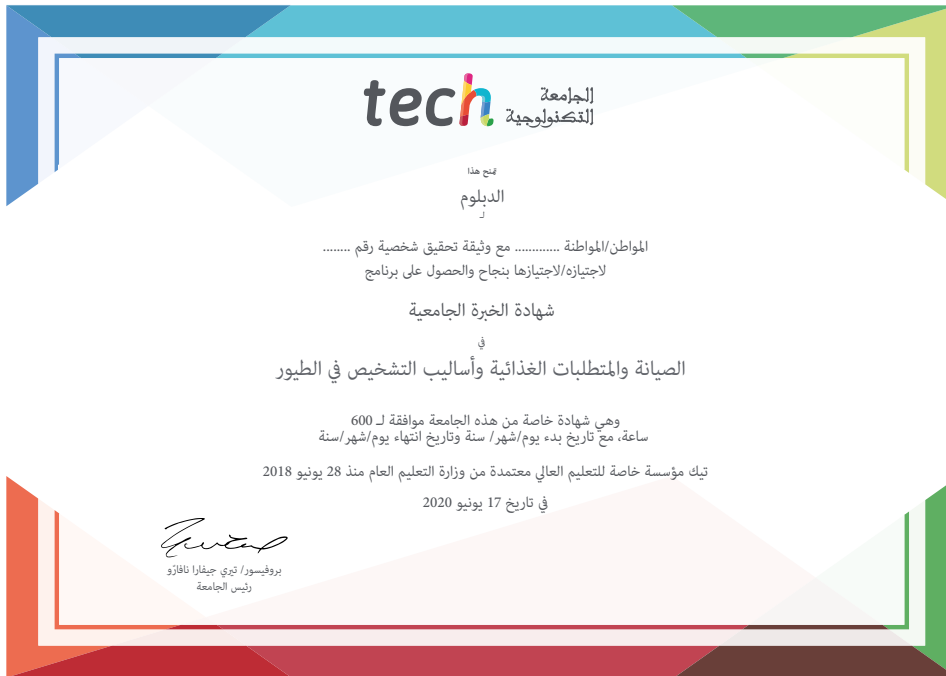 tech الجامعة
التكنولوجية
يمنح هذا
الدبلوم
لـ
المواطن/المواطنة ............. مع وثيقة تحقيق شخصية رقم ........
لاجتيازه/لاجتيازها بنجاح والحصول على برنامج
شهادة الخبرة الجامعية
في
الصيانة والمتطلبات الغذائية وأساليب التشخيص في الطيور
وهي شهادة خاصة من هذه الجامعة موافقة لـ 600
ساعة، مع تاريخ بدء يوم/شهر/ سنة وتاريخ انتهاء يوم/شهر/سنة
تيك مؤسسة خاصة للتعليم العالي معتمدة من وزارة التعليم العام منذ 28 يونيو 2018
في تاريخ 17 يونيو 2020
بروفيسور/ تيري جيفارا نافارّو
رئيس الجامعة